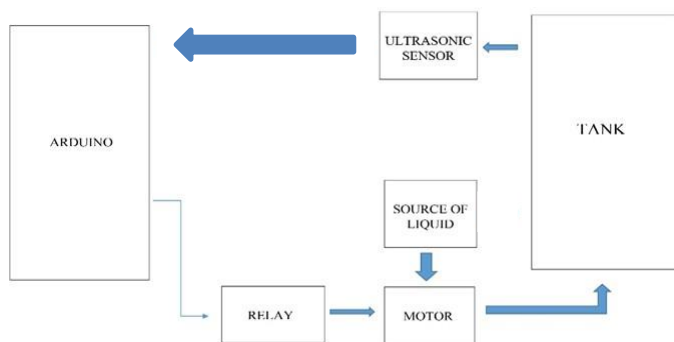 ULTRASONIC
SENSOR
TANK
ARDUINO
SOURCE OF
LIQUID
RELAY
MOTOR